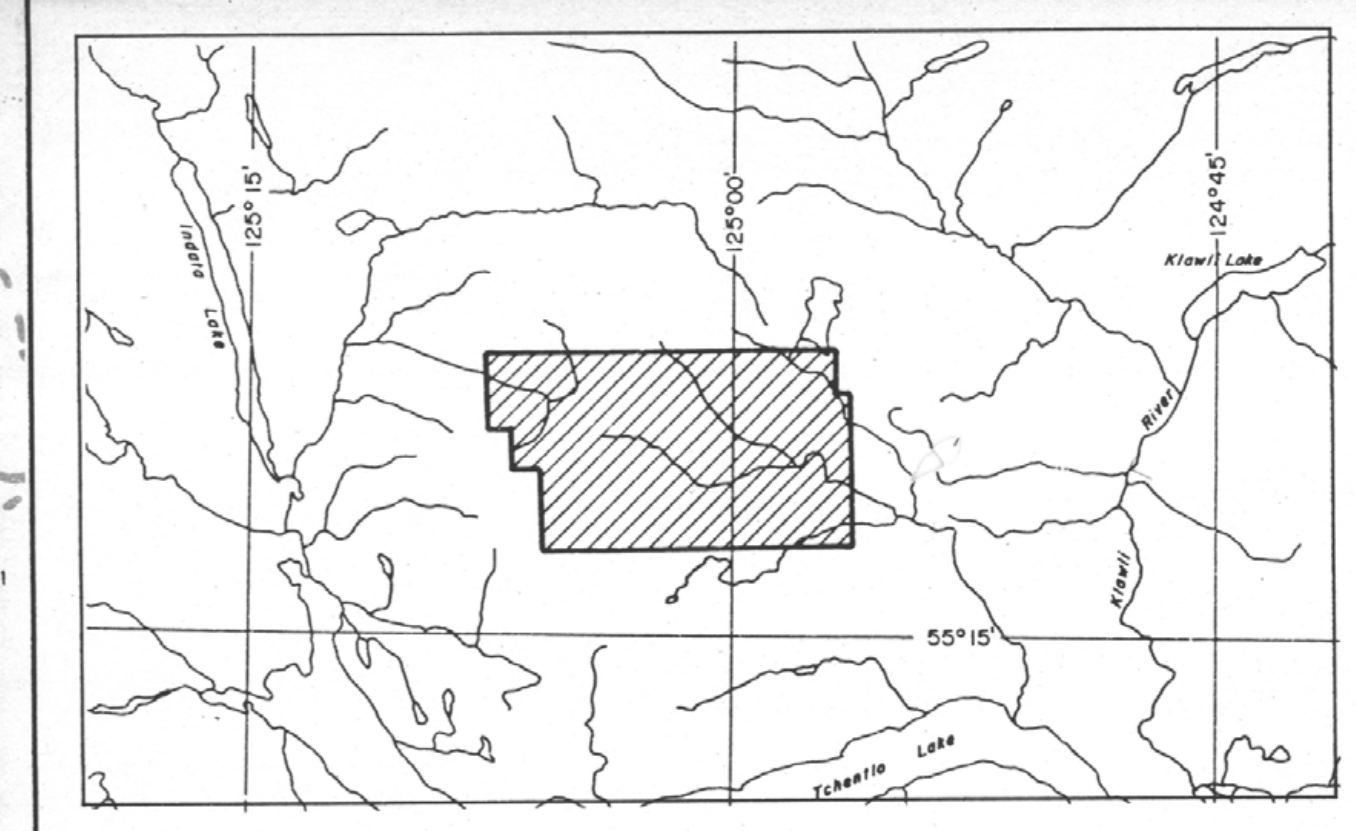 125° 15'
125°00'
124°45'
Indata Lake
Klawli Lake
River
Klawli
55°15'
Tchentlo Lake